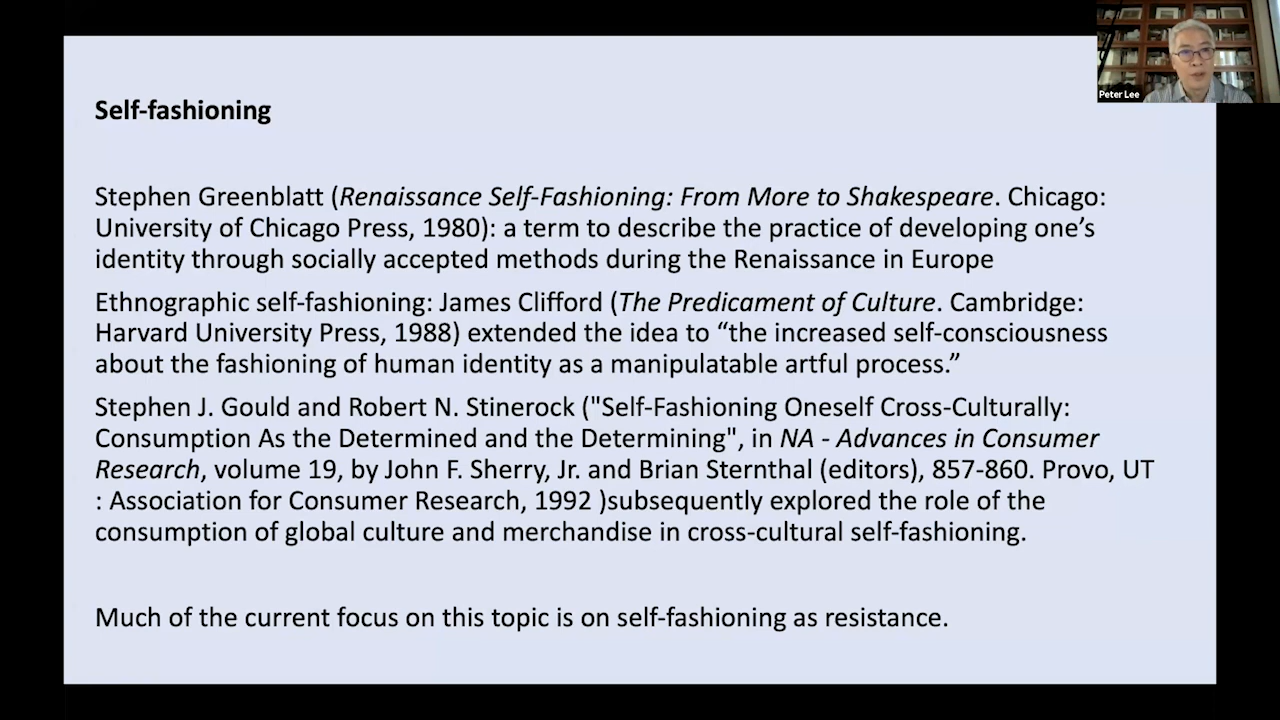 Peter Lee
Self-fashioning
Stephen Greenblatt (Renaissance Self-Fashioning: From More to Shakespeare. Chicago:
University of Chicago Press, 1980): a term to describe the practice of developing one’s
identity through socially accepted methods during the Renaissance in Europe
Ethnographic self-fashioning: James Clifford (The Predicament of Culture. Cambridge:
Harvard University Press, 1988) extended the idea to “the increased self-consciousness
about the fashioning of human identity as a manipulatable artful process.”
Stephen J. Gould and Robert N. Stinerock ("Self-Fashioning Oneself Cross-Culturally:
Consumption As the Determined and the Determining", in NA - Advances in Consumer
Research, volume 19, by John F. Sherry, Jr. and Brian Sternthal (editors), 857-860. Provo, UT
: Association for Consumer Research, 1992 )subsequently explored the role of the
consumption of global culture and merchandise in cross-cultural self-fashioning.
Much of the current focus on this topic is on self-fashioning as resistance.